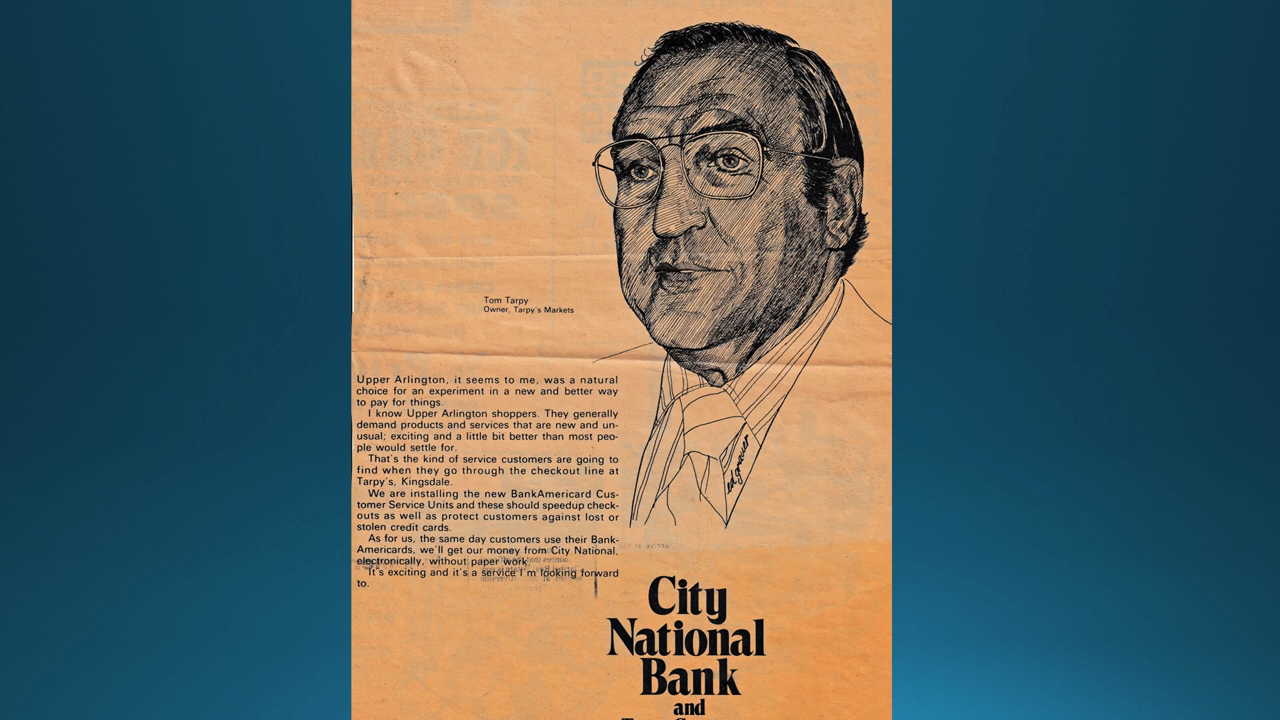 Tom Tarpy
Owner, Tarpy's Markets
Upper Arlington, it seems to me, was a natural
choice for an experiment in a new and better way
to pay for things.
I know Upper Arlington shoppers. They generally
demand products and services that are new and un-
usual; exciting and a little bit better than most peo-
ple would settle for.
That's the kind of service customers are going to
find when they go through the checkout line at
Tarpy's, Kingsdale.
We are installing the new BankAmericard Cus-
tomer Service Units and these should speedup check-
outs as well as protect customers against lost or
stolen credit cards.
As for us, the same day customers use their Bank-
Americards, we'll get our money from City National,
electronically, without paper work.
It's exciting and it's a service I'm looking forward
to.
ed groner
City
National
Bank
and